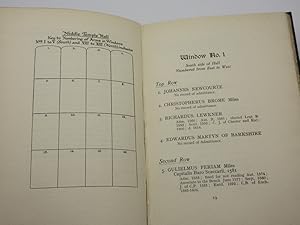 Middle Temple Hall
Key to Numbering of Arms in Windows
Nos I to V (South) and VIII to XII (North) inclusive
Window No. 1
South side of Hall
Numbered from East to West
Top Row
1. JOHANNES NEWCOURTE.
No record of admittance.
2. CHRISTOPHERUS BROME Miles
No record of admittance.
3. RICHARDUS LEWKNER
4. EDWARDUS MARTYN OF BARKSHIRE
No record of admittance.
Second Row
5. GULIELMUS PERIAM Miles
Capitalis Baro Scaccarii, 1581
19